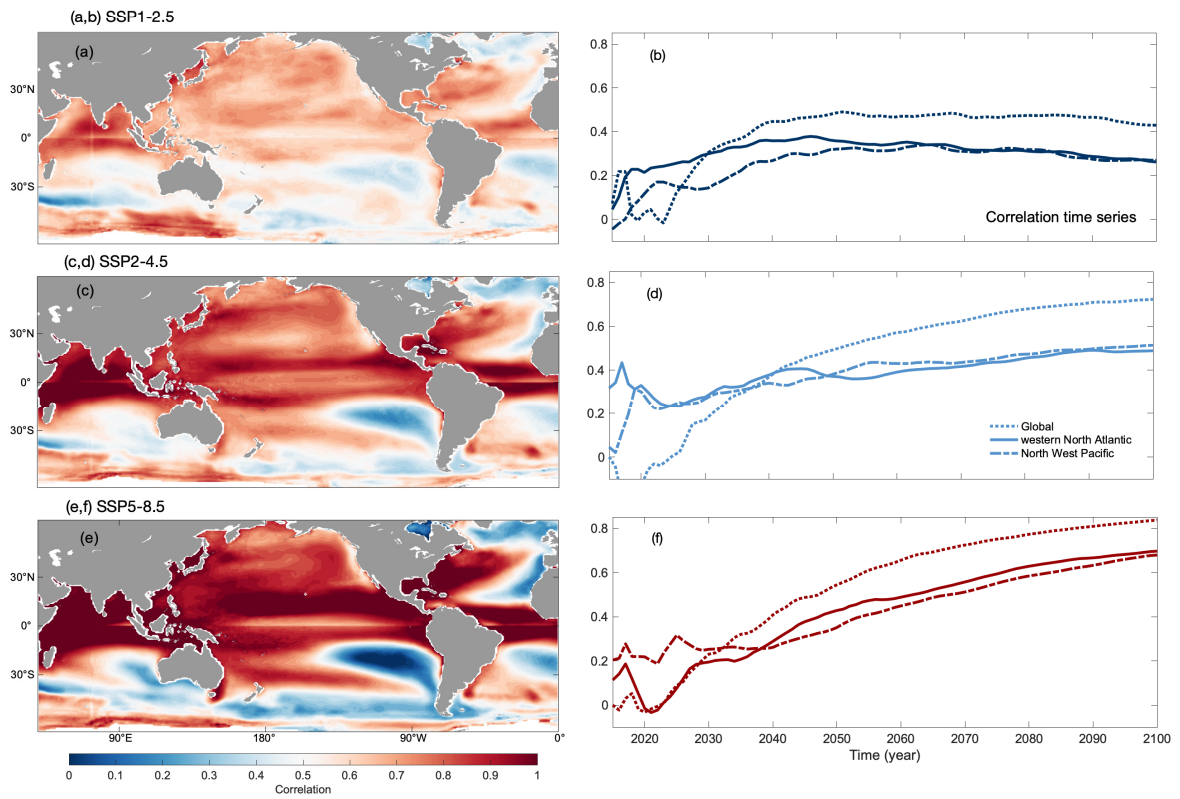 (a,b) SSP1-2.5
(a)
30°N
0°
30°S
(b)
0.8
0.6
0.4
0.2
0
Correlation time series
(c,d) SSP2-4.5
(c)
30°N
0°
30°S
(d)
0.8
0.6
0.4
0.2
0
Global
western North Atlantic
North West Pacific
(e,f) SSP5-8.5
(e)
30°N
0°
30°S
90°E 180° 90°W 0°
0 0.1 0.2 0.3 0.4 0.5 0.6 0.7 0.8 0.9 1
Correlation
(f)
0.8
0.6
0.4
0.2
0
2020 2030 2040 2050 2060 2070 2080 2090 2100
Time (year)